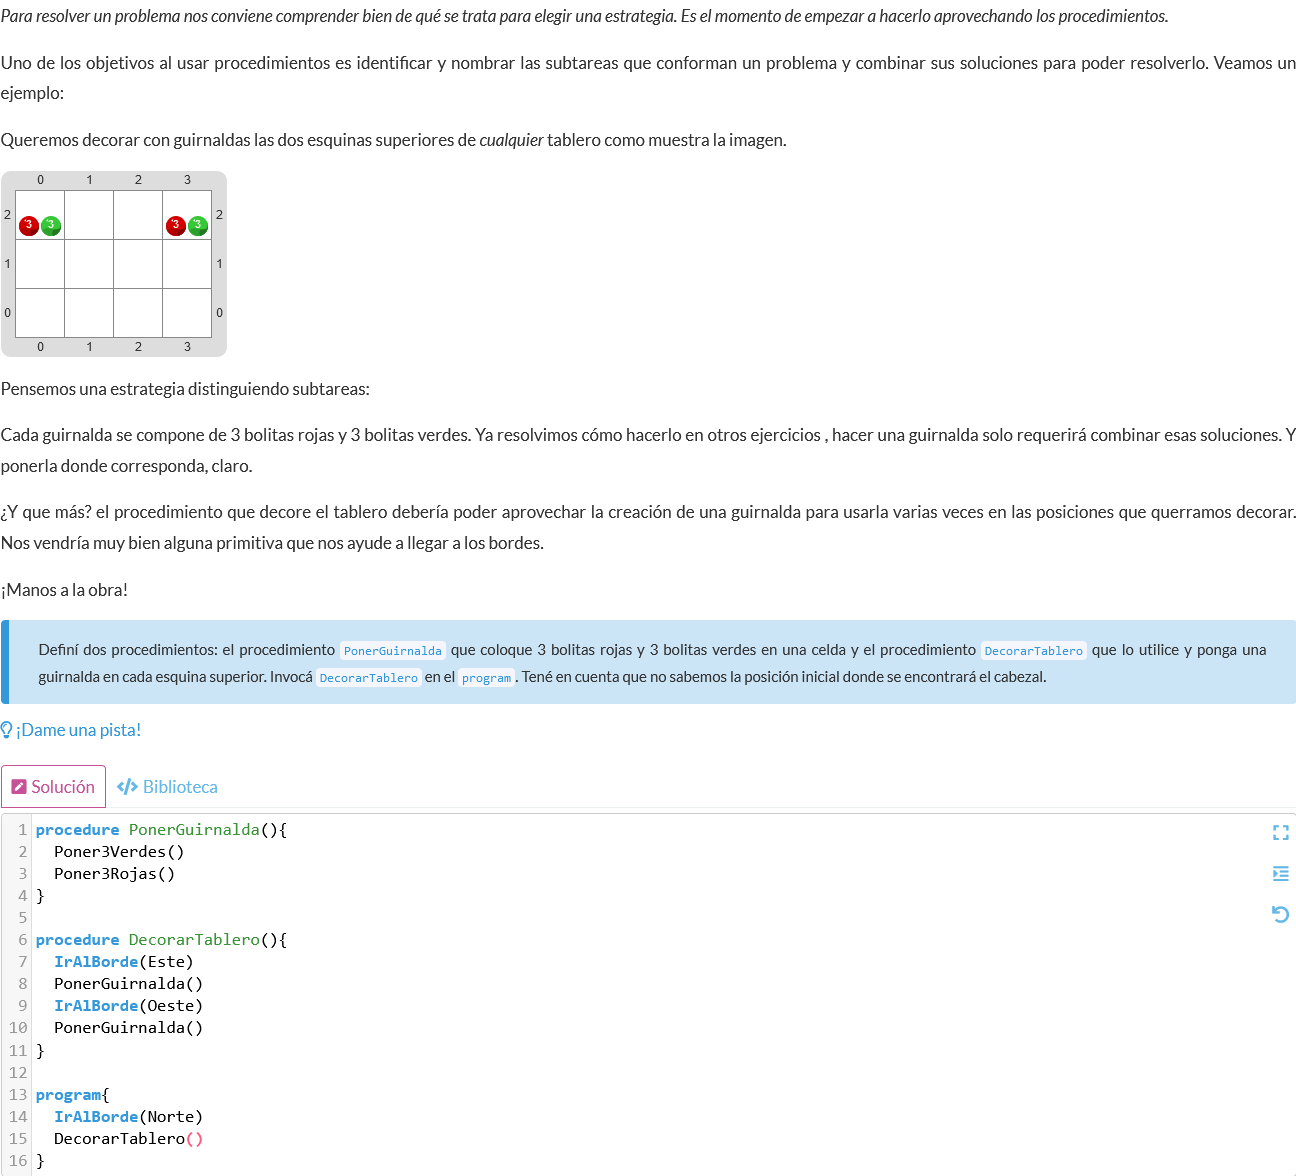 Para resolver un problema nos conviene comprender bien de qué se trata para elegir una estrategia. Es el momento de empezar a hacerlo aprovechando los procedimientos.
Uno de los objetivos al usar procedimientos es identificar y nombrar las subtareas que conforman un problema y combinar sus soluciones para poder resolverlo. Veamos un
ejemplo:
Queremos decorar con guirnaldas las dos esquinas superiores de cualquier tablero como muestra la imagen.
0 1 2 3
2 3 3 3 3 2
1 1
0 0
0 1 2 3
Pensemos una estrategia distinguiendo subtareas:
Cada guirnalda se compone de 3 bolitas rojas y 3 bolitas verdes. Ya resolvimos cómo hacerlo en otros ejercicios , hacer una guirnalda solo requerirá combinar esas soluciones. Y
ponerla donde corresponda, claro.
¿Y que más? el procedimiento que decore el tablero debería poder aprovechar la creación de una guirnalda para usarla varias veces en las posiciones que querramos decorar.
Nos vendría muy bien alguna primitiva que nos ayude a llegar a los bordes.
¡Manos a la obra!
Definí dos procedimientos: el procedimiento PonerGuirnalda que coloque 3 bolitas rojas y 3 bolitas verdes en una celda y el procedimiento DecorarTablero que lo utilice y ponga una
guirnalda en cada esquina superior. Invocá DecorarTablero en el program. Tené en cuenta que no sabemos la posición inicial donde se encontrará el cabezal.
¡Dame una pista!
Solución </> Biblioteca
1 procedure PonerGuirnalda(){
2 Poner3Verdes()
3 Poner3Rojas()
4 }
5
6 procedure DecorarTablero(){
7 IrAlBorde(Este)
8 PonerGuirnalda()
9 IrAlBorde(Oeste)
10 PonerGuirnalda()
11 }
12
13 program{
14 IrAlBorde(Norte)
15 DecorarTablero()
16 }